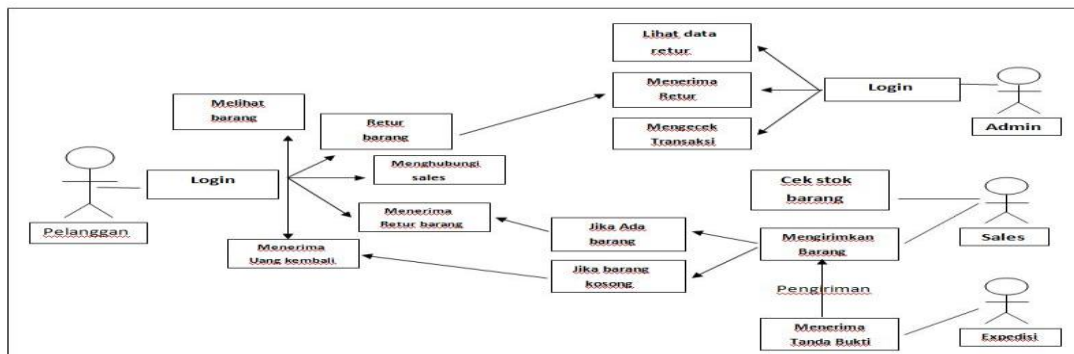 Lihat data
retur
Menerima
Retur
Mengecek
Transaksi
Login
Admin
Melihat
barang
Retur
barang
Menghubungi
sales
Login
Pelanggan
Menerima
Retur barang
Menerima
Uang kembali
Jika Ada
barang
Jika barang
kosong
Cek stok
barang
Mengirimkan
Barang
Sales
Pengiriman
Menerima
Tanda Bukti
Expedisi